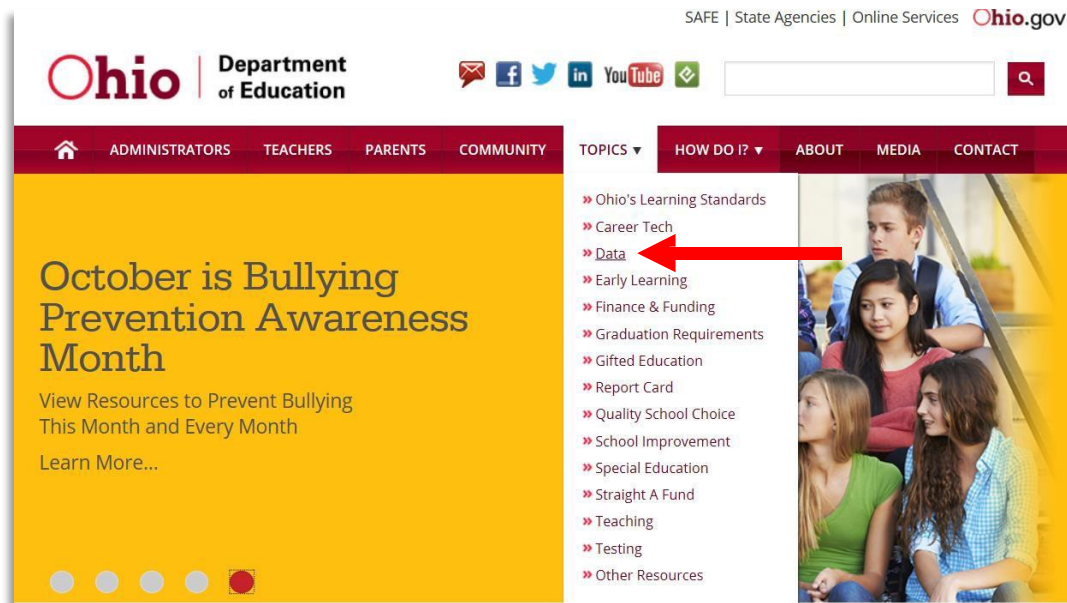 SAFE | State Agencies | Online Services Ohio.gov
Ohio Department
of Education
You Tube
ADMINISTRATORS TEACHERS PARENTS COMMUNITY TOPICS ▼ HOW DO I? ▼ ABOUT MEDIA CONTACT
» Ohio's Learning Standards
» Career Tech
» Data
» Early Learning
» Finance & Funding
» Graduation Requirements
» Gifted Education
» Report Card
» Quality School Choice
» School Improvement
» Special Education
» Straight A Fund
» Teaching
» Testing
» Other Resources
October is Bullying
Prevention Awareness
Month
View Resources to Prevent Bullying
This Month and Every Month
Learn More...